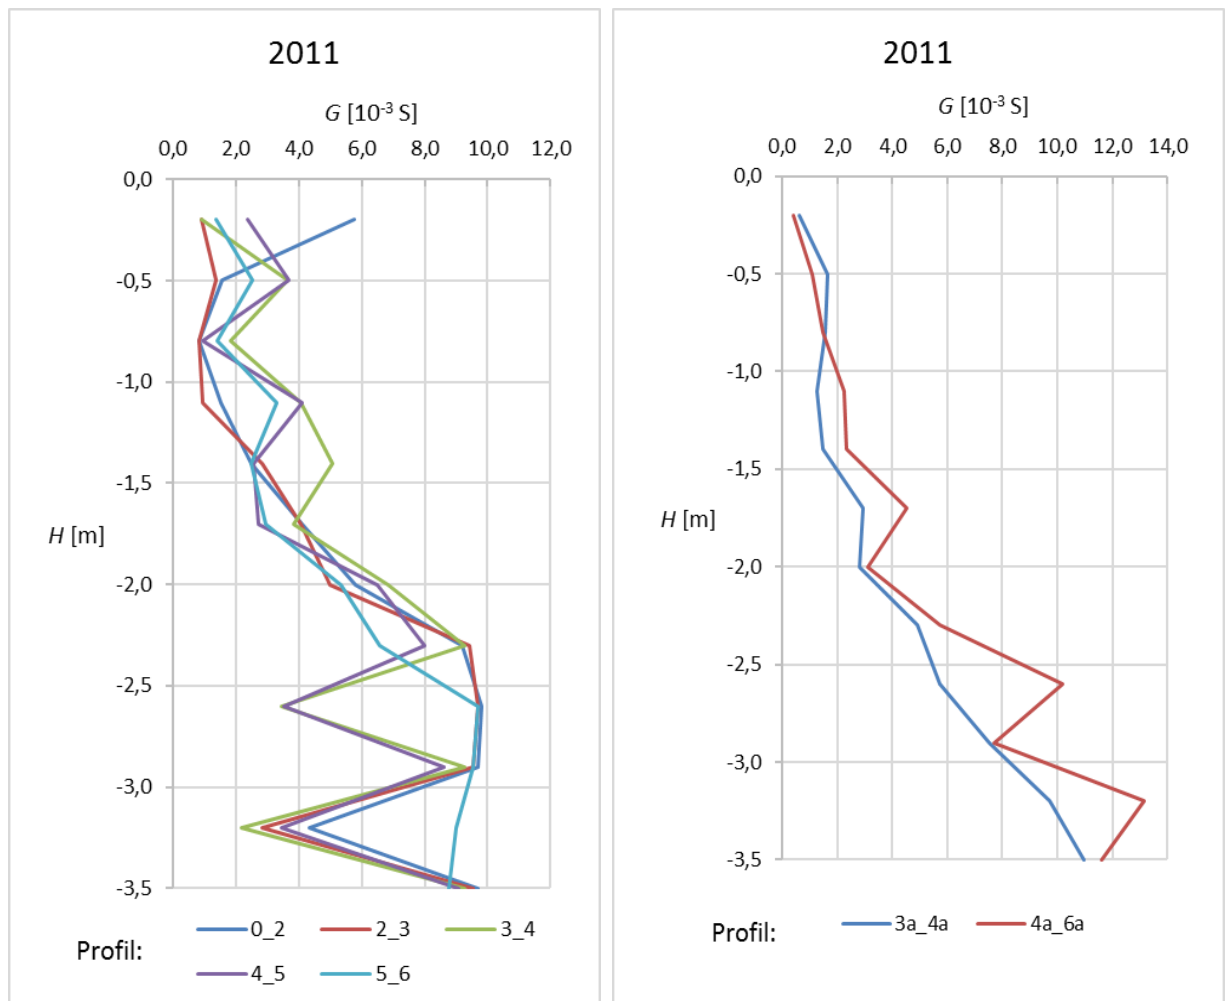 2011
G [10⁻³ S]
0,0 2,0 4,0 6,0 8,0 10,0 12,0
0,0
-0,5
-1,0
-1,5
H [m]
-2,0
-2,5
-3,0
-3,5
Profil:
0_2 2_3 3_4
4_5 5_6
2011
G [10⁻³ S]
0,0 2,0 4,0 6,0 8,0 10,0 12,0 14,0
0,0
-0,5
-1,0
-1,5
H [m]
-2,0
-2,5
-3,0
-3,5
Profil: 3a_4a 4a_6a